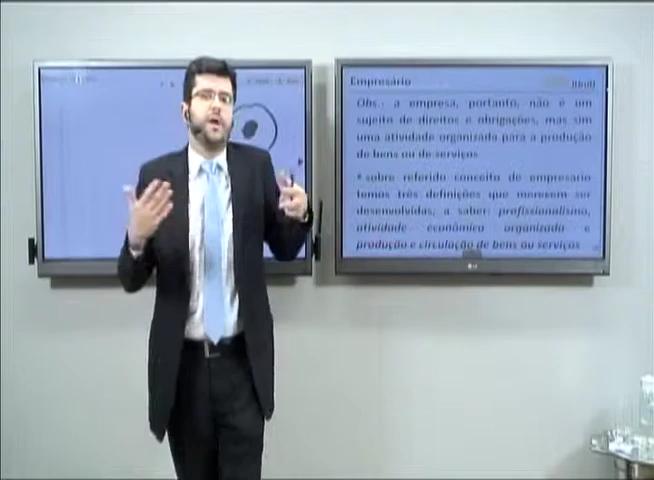 Empresário
Obs.: a empresa, portanto, não é um
sujeito de direitos e obrigações, mas sim
uma atividade organizada para a produção
de bens ou de serviços.
* sobre referido conceito de empresario
temos três definições que merecem ser
desenvolvidas, a saber: profissionalismo,
atividade econômica organizada e
produção e circulação de bens ou serviços
LG